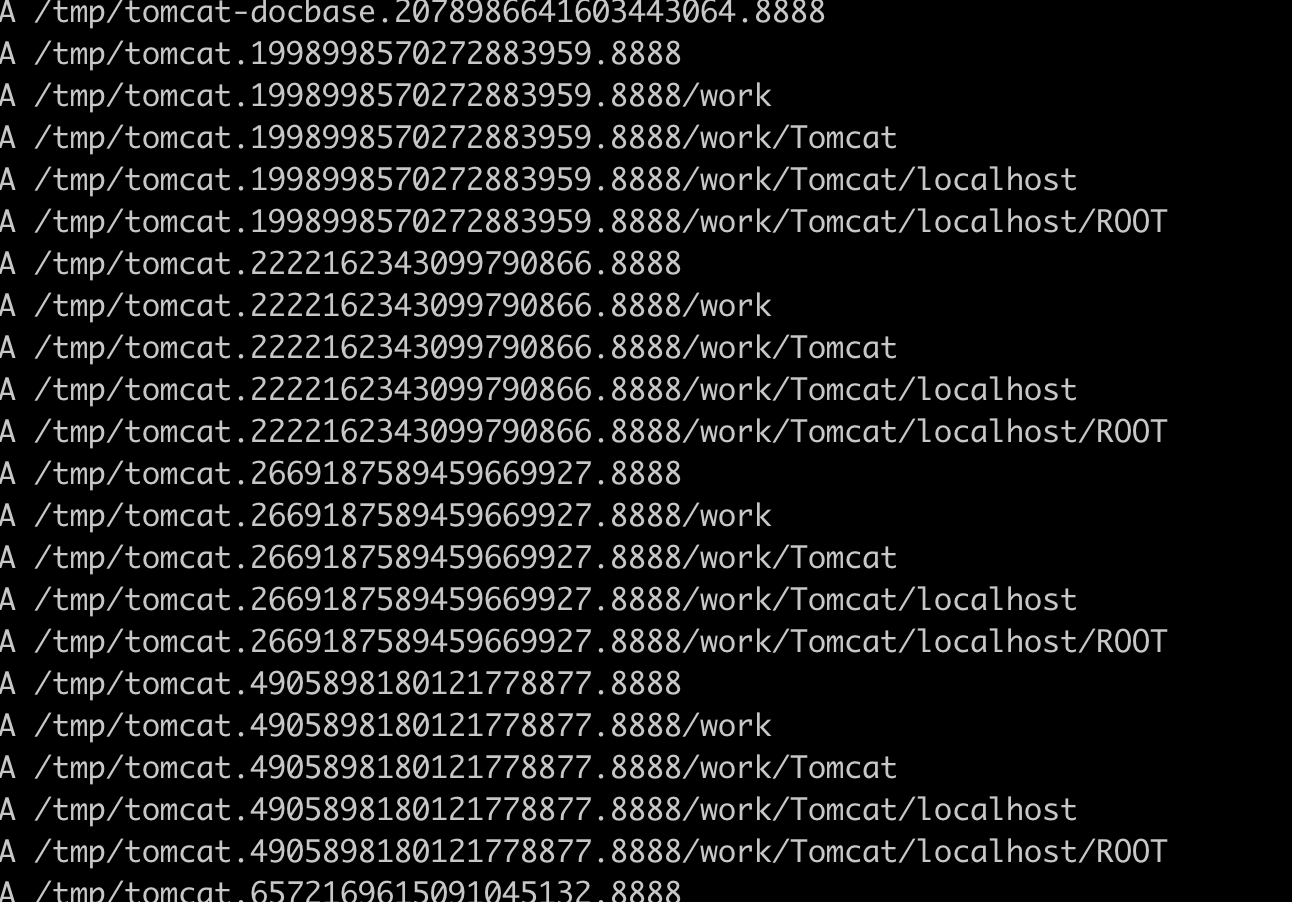 A /tmp/tomcat-docbase.2078986641603443064.8888
A /tmp/tomcat.1998998570272883959.8888
A /tmp/tomcat.1998998570272883959.8888/work
A /tmp/tomcat.1998998570272883959.8888/work/Tomcat
A /tmp/tomcat.1998998570272883959.8888/work/Tomcat/localhost
A /tmp/tomcat.1998998570272883959.8888/work/Tomcat/localhost/ROOT
A /tmp/tomcat.2222162343099790866.8888
A /tmp/tomcat.2222162343099790866.8888/work
A /tmp/tomcat.2222162343099790866.8888/work/Tomcat
A /tmp/tomcat.2222162343099790866.8888/work/Tomcat/localhost
A /tmp/tomcat.2222162343099790866.8888/work/Tomcat/localhost/ROOT
A /tmp/tomcat.2669187589459669927.8888
A /tmp/tomcat.2669187589459669927.8888/work
A /tmp/tomcat.2669187589459669927.8888/work/Tomcat
A /tmp/tomcat.2669187589459669927.8888/work/Tomcat/localhost
A /tmp/tomcat.2669187589459669927.8888/work/Tomcat/localhost/ROOT
A /tmp/tomcat.4905898180121778877.8888
A /tmp/tomcat.4905898180121778877.8888/work
A /tmp/tomcat.4905898180121778877.8888/work/Tomcat
A /tmp/tomcat.4905898180121778877.8888/work/Tomcat/localhost
A /tmp/tomcat.4905898180121778877.8888/work/Tomcat/localhost/ROOT
A /tmp/tomcat.6572169615091045132.8888